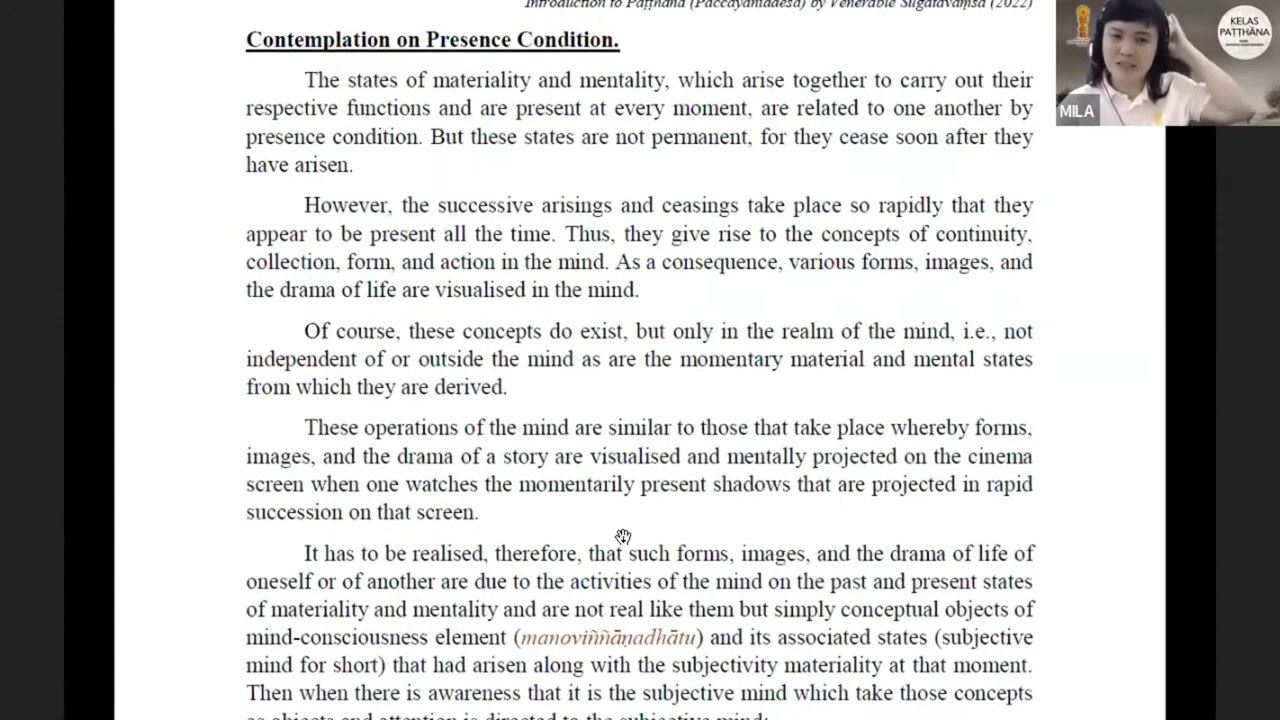 Introduction to Paṭṭhāna (Paccayaniddesa) by Venerable Sugatavaṃsa (2022)
Contemplation on Presence Condition.
The states of materiality and mentality, which arise together to carry out their
respective functions and are present at every moment, are related to one another by
presence condition. But these states are not permanent, for they cease soon after they
have arisen.
However, the successive arisings and ceasings take place so rapidly that they
appear to be present all the time. Thus, they give rise to the concepts of continuity,
collection, form, and action in the mind. As a consequence, various forms, images, and
the drama of life are visualised in the mind.
Of course, these concepts do exist, but only in the realm of the mind, i.e., not
independent of or outside the mind as are the momentary material and mental states
from which they are derived.
These operations of the mind are similar to those that take place whereby forms,
images, and the drama of a story are visualised and mentally projected on the cinema
screen when one watches the momentarily present shadows that are projected in rapid
succession on that screen.
It has to be realised, therefore, that such forms, images, and the drama of life of
oneself or of another are due to the activities of the mind on the past and present states
of materiality and mentality and are not real like them but simply conceptual objects of
mind-consciousness element (manoviññāṇadhātu) and its associated states (subjective
mind for short) that had arisen along with the subjectivity materiality at that moment.
Then when there is awareness that it is the subjective mind which take those concepts
as objects and attention is directed to the subjective mind;
MILA
KELAS
PAṬṬHĀNA